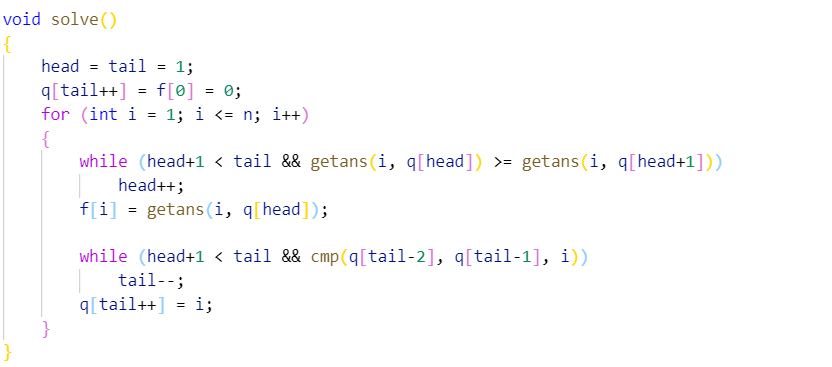 void solve()
{
    head = tail = 1;
    q[tail++] = f[0] = 0;
    for (int i = 1; i <= n; i++)
    {
        while (head+1 < tail && getans(i, q[head]) >= getans(i, q[head+1]))
            head++;
        f[i] = getans(i, q[head]);

        while (head+1 < tail && cmp(q[tail-2], q[tail-1], i))
            tail--;
        q[tail++] = i;
    }
}